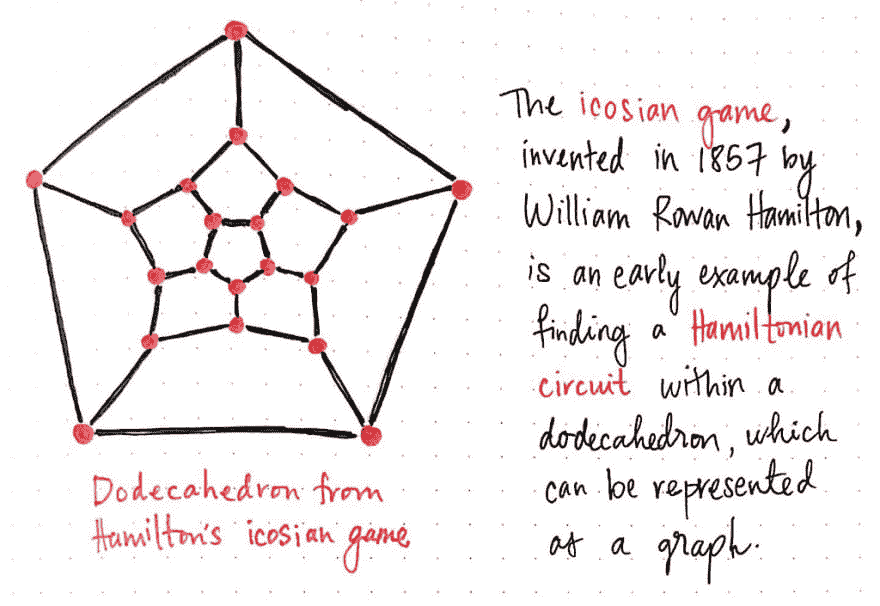 The icosian game,
invented in 1857 by
William Rowan Hamilton,
is an early example of
finding a Hamiltonian
circuit within a
dodecahedron, which
can be represented
as a graph.
Dodecahedron from
Hamilton's icosian game